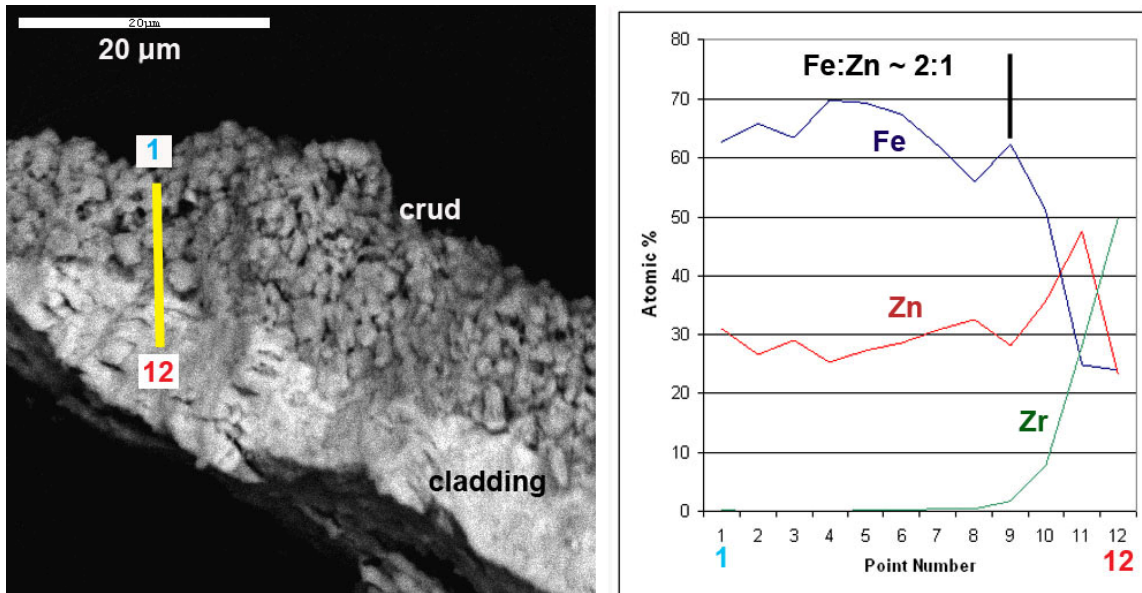 20µm
20 µm
1
crud
12
cladding
80
70
60
50
40
30
20
10
0
Atomic %
Fe:Zn ~ 2:1
Fe
Zn
Zr
1 2 3 4 5 6 7 8 9 10 11 12
1 Point Number 12